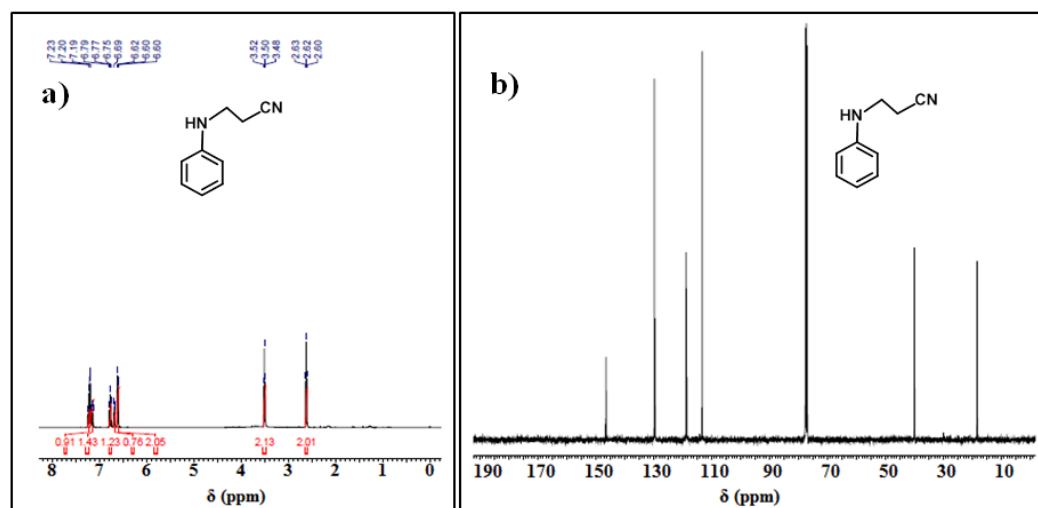 7.23 7.20 7.19 6.79 6.77 6.75 6.69 6.62 6.60 6.60
3.52 3.50 3.48
2.63 2.62 2.60
a)
HN
CN
0.91 1.43 1.23 0.76 2.05 2.13 2.01
8 7 6 5 4 3 2 1 0
δ (ppm)
b)
HN
CN
190 170 150 130 110 90 70 50 30 10
δ (ppm)